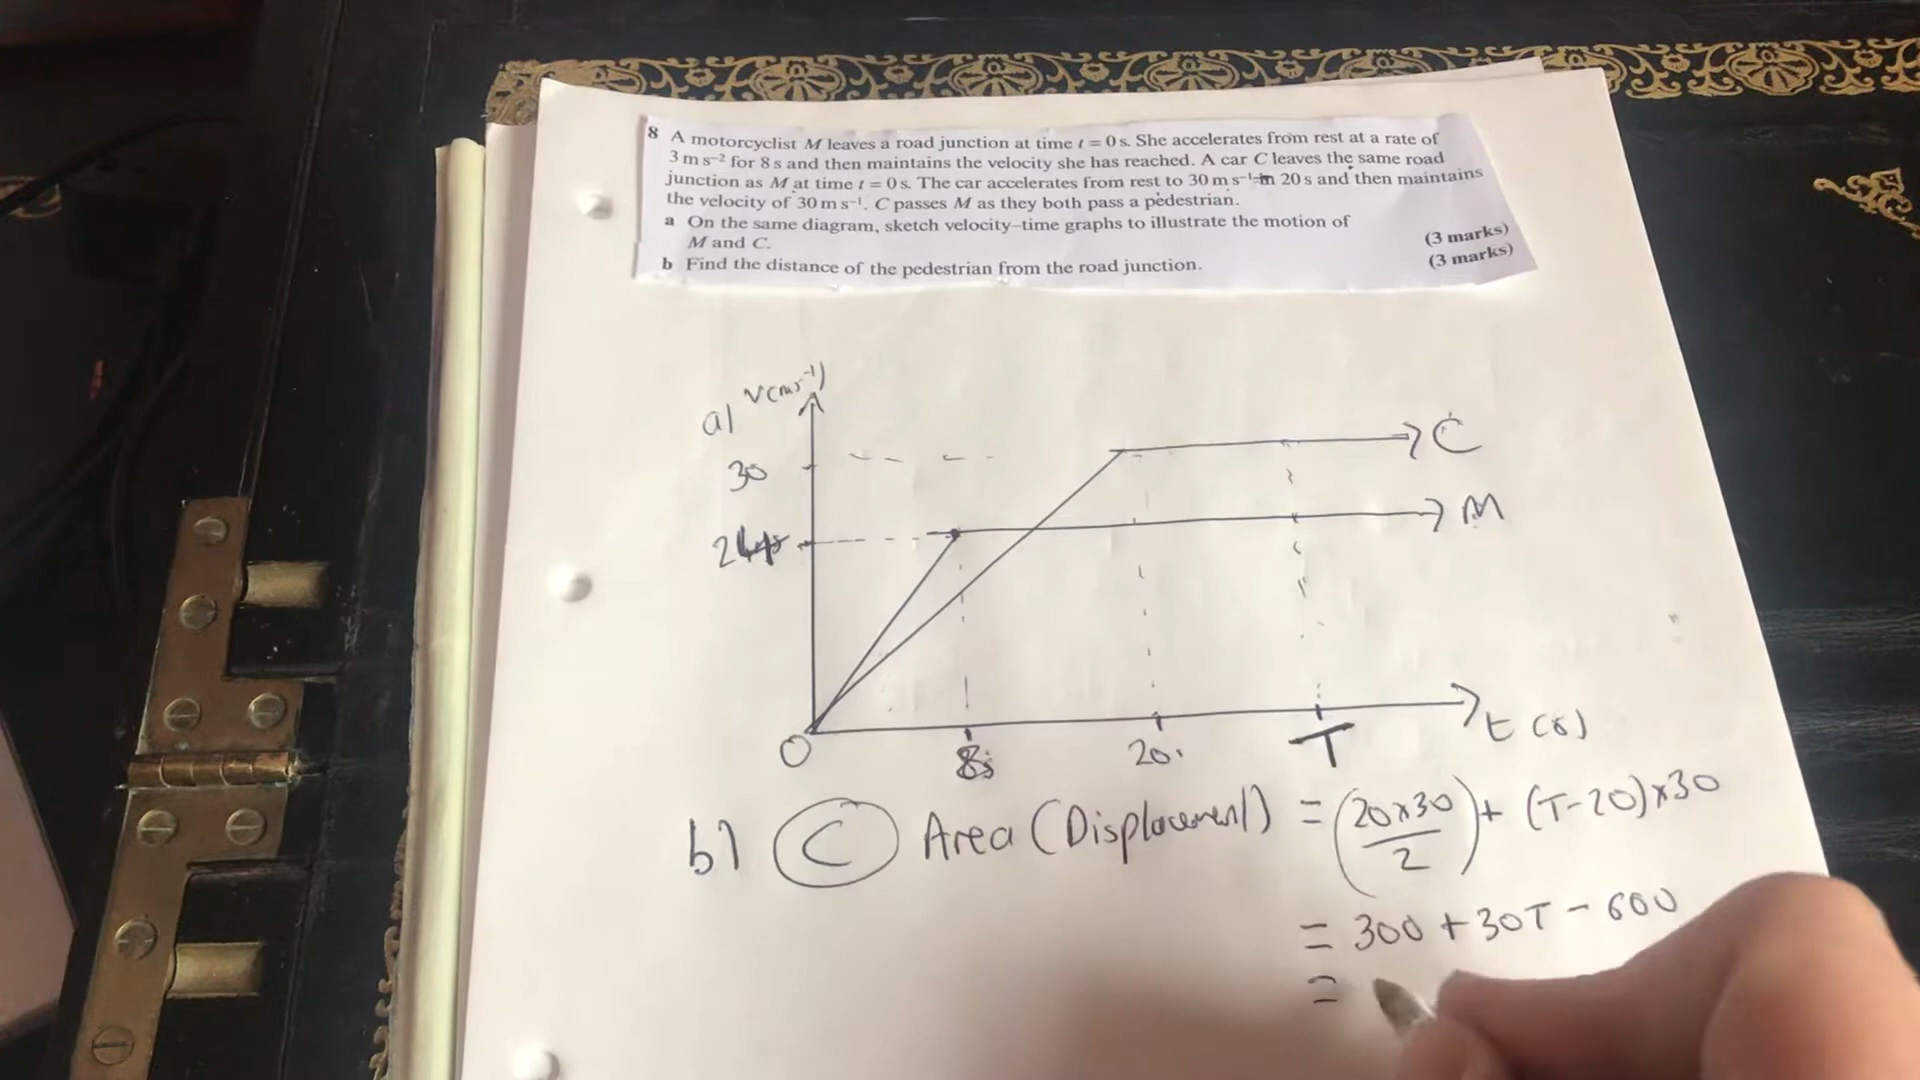 8 A motorcyclist M leaves a road junction at time t = 0 s. She accelerates from rest at a rate of
3 m s⁻² for 8 s and then maintains the velocity she has reached. A car C leaves the same road
junction as M at time t = 0 s. The car accelerates from rest to 30 m s⁻¹ in 20 s and then maintains
the velocity of 30 m s⁻¹. C passes M as they both pass a pedestrian.
a On the same diagram, sketch velocity–time graphs to illustrate the motion of
M and C. (3 marks)
b Find the distance of the pedestrian from the road junction. (3 marks)
a) V(ms⁻¹)
30
C
24
M
O
8s
20
T
t (s)
b) C Area (Displacement) = (20×30/2) + (T-20)×30
= 300 + 30T - 600
=